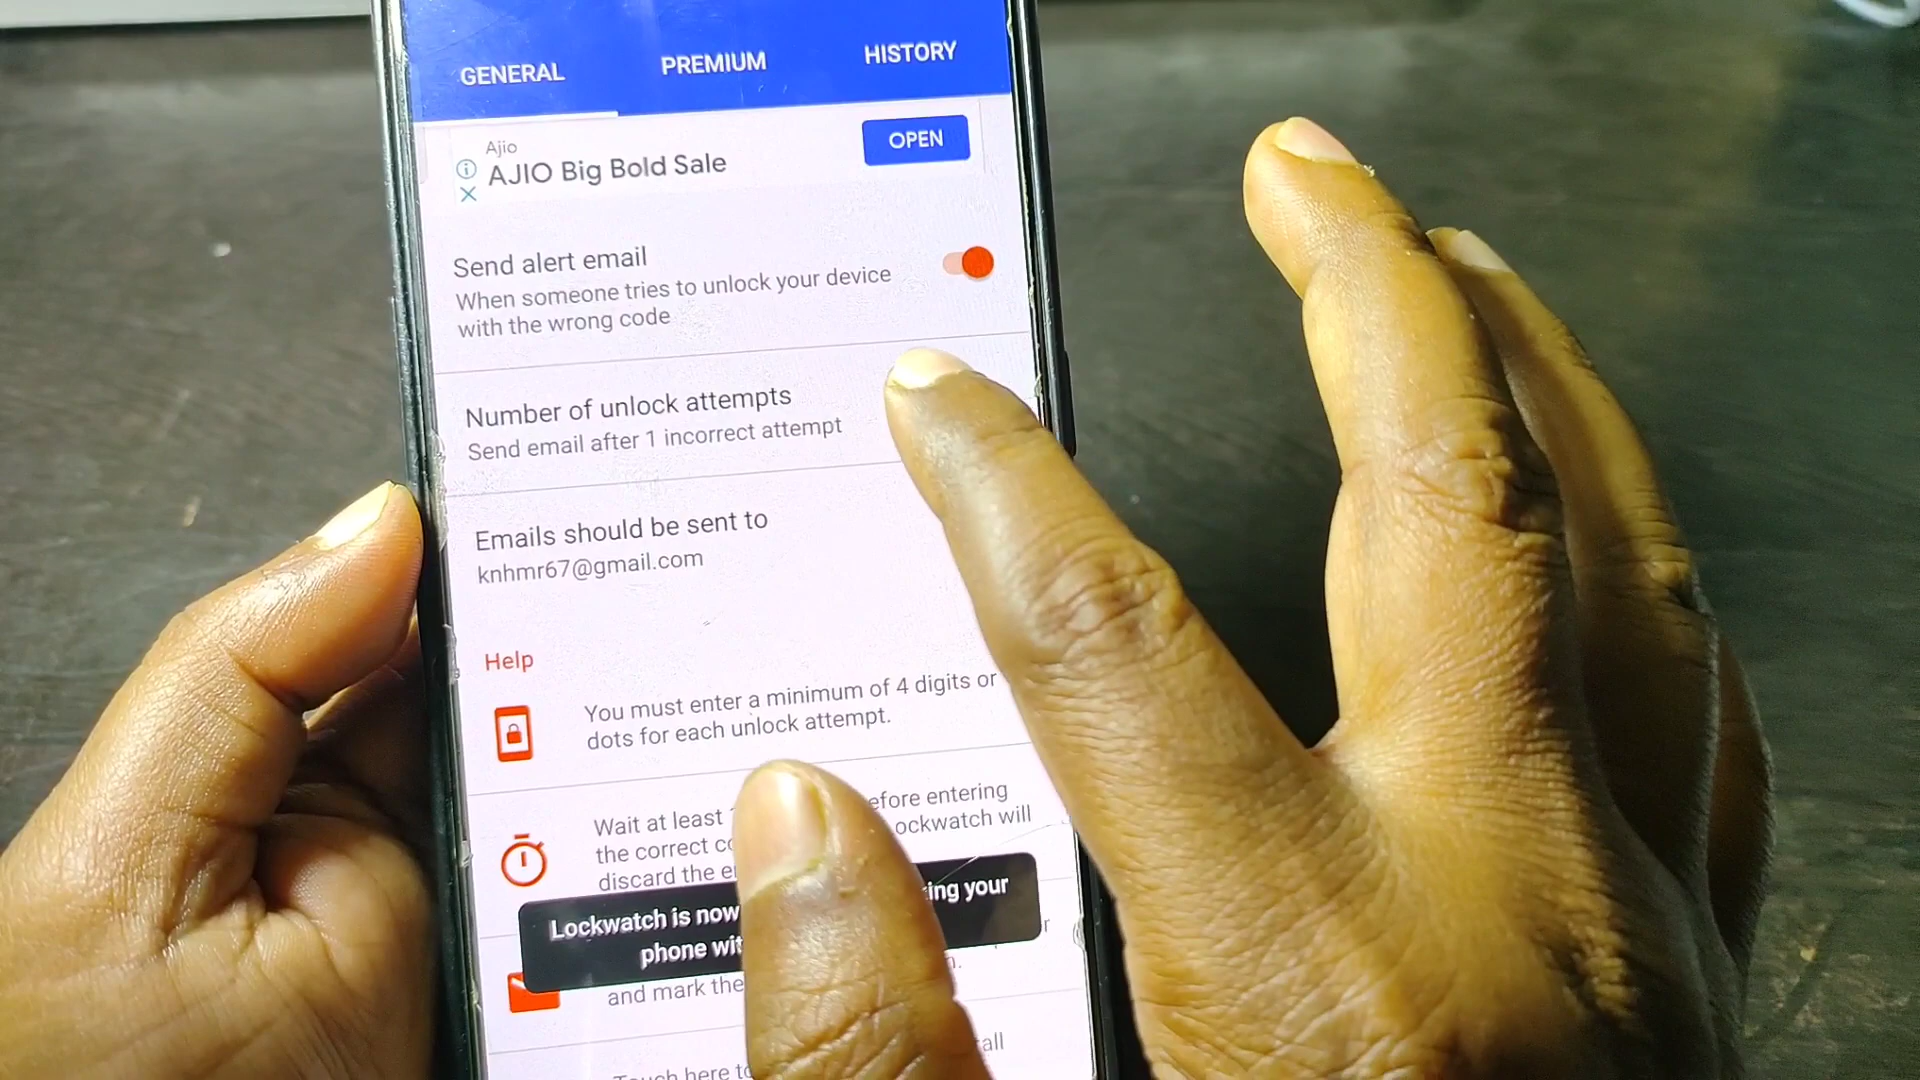 GENERAL PREMIUM HISTORY
Ajio
AJIO Big Bold Sale
OPEN
Send alert email
When someone tries to unlock your device
with the wrong code
Number of unlock attempts
Send email after 1 incorrect attempt
Emails should be sent to
knhmr67@gmail.com
Help
You must enter a minimum of 4 digits or
dots for each unlock attempt.
Wait at least efore entering
the correct ockwatch will
discard the
Lockwatch is now ing your
phone
and mark the
Touch here